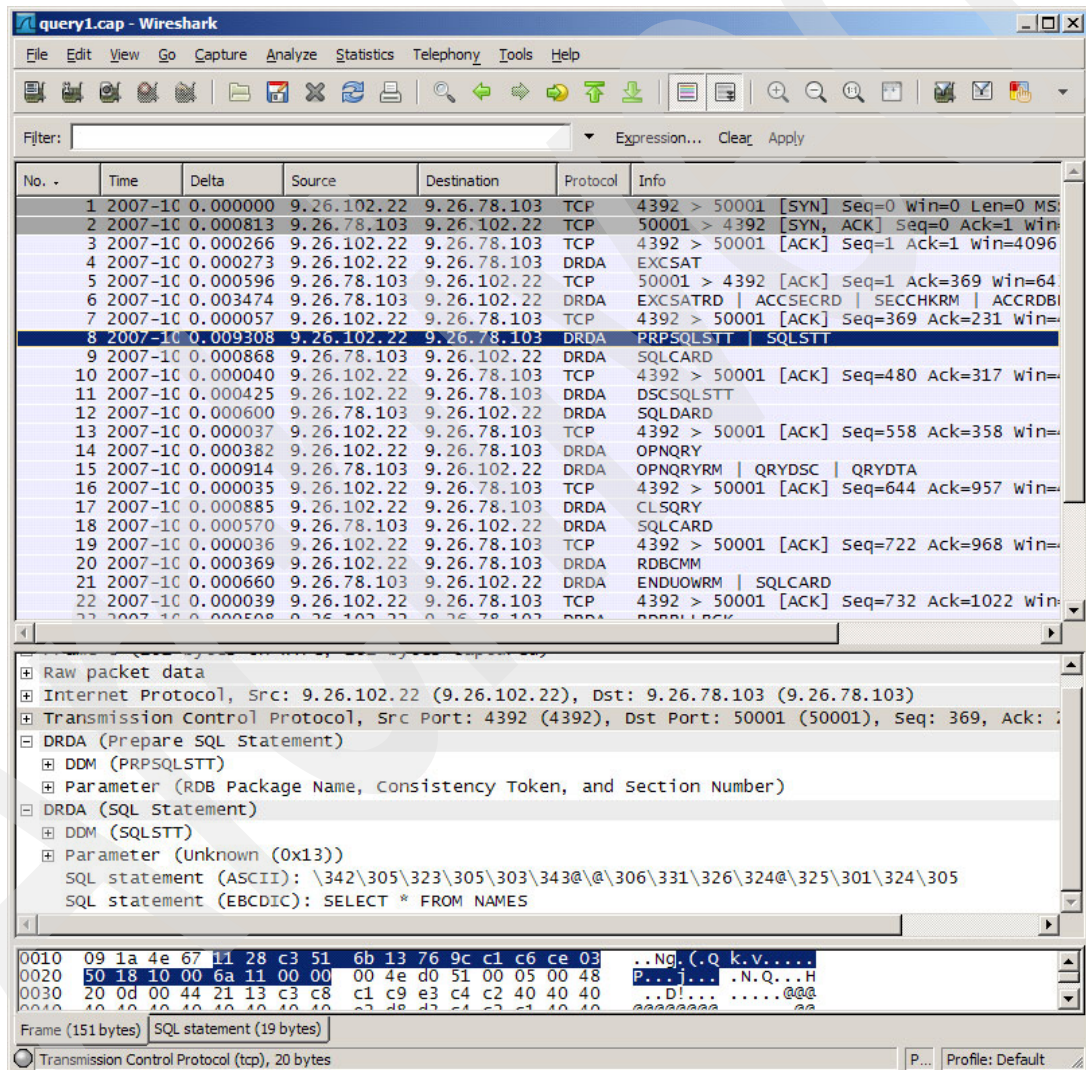 query1.cap - Wireshark
File Edit View Go Capture Analyze Statistics Telephony Tools Help
Filter: Expression... Clear Apply
No. - Time Delta Source Destination Protocol Info
1 2007-10 0.000000 9.26.102.22 9.26.78.103 TCP 4392 > 50001 [SYN] Seq=0 Win=0 Len=0 MS
2 2007-10 0.000813 9.26.78.103 9.26.102.22 TCP 50001 > 4392 [SYN, ACK] Seq=0 Ack=1 Win
3 2007-10 0.000266 9.26.102.22 9.26.78.103 TCP 4392 > 50001 [ACK] Seq=1 Ack=1 Win=4096
4 2007-10 0.000273 9.26.102.22 9.26.78.103 DRDA EXCSAT
5 2007-10 0.000596 9.26.78.103 9.26.102.22 TCP 50001 > 4392 [ACK] Seq=1 Ack=369 Win=64
6 2007-10 0.003474 9.26.78.103 9.26.102.22 DRDA EXCSATRD | ACCSECRD | SECCHKRM | ACCRDB
7 2007-10 0.000057 9.26.102.22 9.26.78.103 TCP 4392 > 50001 [ACK] Seq=369 Ack=231 Win=
8 2007-10 0.009308 9.26.102.22 9.26.78.103 DRDA PRPSQLSTT | SQLSTT
9 2007-10 0.000868 9.26.78.103 9.26.102.22 DRDA SQLCARD
10 2007-10 0.000040 9.26.102.22 9.26.78.103 TCP 4392 > 50001 [ACK] Seq=480 Ack=317 Win=
11 2007-10 0.000425 9.26.102.22 9.26.78.103 DRDA DSCSQLSTT
12 2007-10 0.000600 9.26.78.103 9.26.102.22 DRDA SQLDARD
13 2007-10 0.000037 9.26.102.22 9.26.78.103 TCP 4392 > 50001 [ACK] Seq=558 Ack=358 Win=
14 2007-10 0.000382 9.26.102.22 9.26.78.103 DRDA OPNQRY
15 2007-10 0.000914 9.26.78.103 9.26.102.22 DRDA OPNQRYRM | QRYDSC | QRYDTA
16 2007-10 0.000035 9.26.102.22 9.26.78.103 TCP 4392 > 50001 [ACK] Seq=644 Ack=957 Win=
17 2007-10 0.000885 9.26.102.22 9.26.78.103 DRDA CLSQRY
18 2007-10 0.000570 9.26.78.103 9.26.102.22 DRDA SQLCARD
19 2007-10 0.000036 9.26.102.22 9.26.78.103 TCP 4392 > 50001 [ACK] Seq=722 Ack=968 Win=
20 2007-10 0.000369 9.26.102.22 9.26.78.103 DRDA RDBCMM
21 2007-10 0.000660 9.26.78.103 9.26.102.22 DRDA ENDUOWRM | SQLCARD
22 2007-10 0.000039 9.26.102.22 9.26.78.103 TCP 4392 > 50001 [ACK] Seq=732 Ack=1022 Win
Raw packet data
Internet Protocol, Src: 9.26.102.22 (9.26.102.22), Dst: 9.26.78.103 (9.26.78.103)
Transmission Control Protocol, Src Port: 4392 (4392), Dst Port: 50001 (50001), Seq: 369, Ack:
DRDA (Prepare SQL Statement)
DDM (PRPSQLSTT)
Parameter (RDB Package Name, Consistency Token, and Section Number)
DRDA (SQL Statement)
DDM (SQLSTT)
Parameter (Unknown (0x13))
SQL statement (ASCII): \342\305\323\305\303\343@\@\306\331\326\324@\325\301\324\305
SQL statement (EBCDIC): SELECT * FROM NAMES
0010 09 1a 4e 67 11 28 c3 51 6b 13 76 9c c1 c6 ce 03 ..Ng.(.Q k.v.....
0020 50 18 10 00 6a 11 00 00 00 4e d0 51 00 05 00 48 P...j... .N.Q...H
0030 20 0d 00 44 21 13 c3 c8 c1 c9 e3 c4 c2 40 40 40 ..D!... .....@@@
Frame (151 bytes) SQL statement (19 bytes)
Transmission Control Protocol (tcp), 20 bytes P... Profile: Default